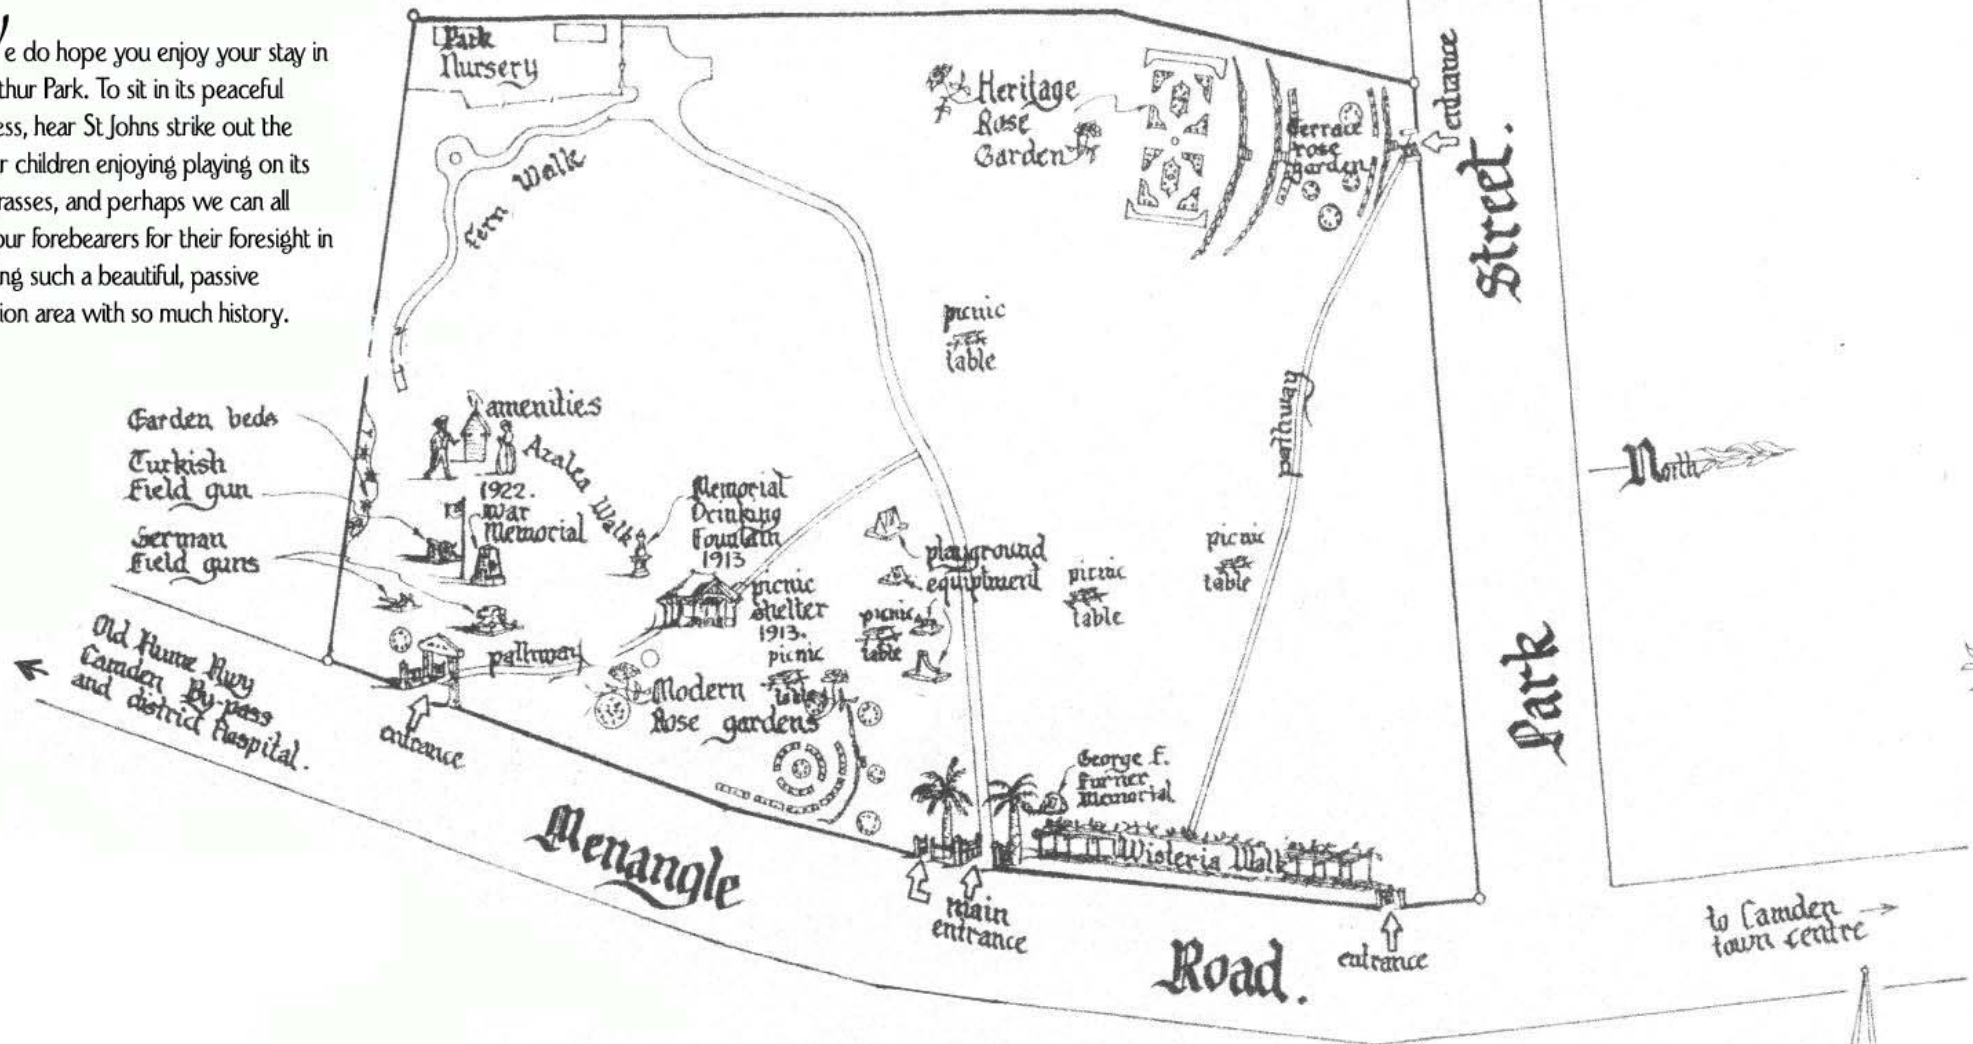 e do hope you enjoy your stay in
thur Park. To sit in its peaceful
ess, hear St Johns strike out the
r children enjoying playing on its
rasses, and perhaps we can all
our forebearers for their foresight in
ng such a beautiful, passive
ion area with so much history.
Park
Nursery
Fern Walk
Heritage
Rose
Garden
Terrace
rose
garden
entrance
Street.
Park
picnic
table
pathway
North
Garden beds
Turkish
Field gun
German
Field guns
amenities
Azalea Walk
1922.
War
Memorial
Memorial
Drinking
Fountain
1913
picnic
shelter
1913.
picnic
table
playground
equiptment
picnic
table
picnic
table
picnic
table
pathway
Modern
Rose gardens
Old Hume Hwy
Camden By-pass
and district Hospital.
entrance
George F.
Furner
Memorial
Wisteria Walk
Menangle
Road.
main
entrance
entrance
to Camden
town centre